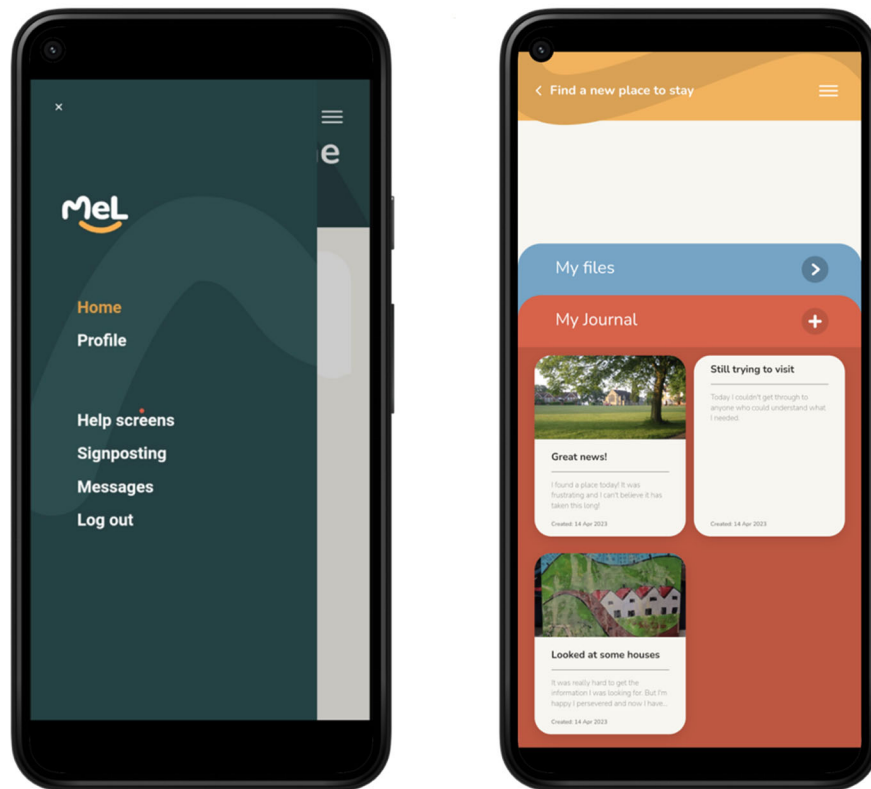 ×
e
MeL
Home
Profile
Help screens
Signposting
Messages
Log out
Find a new place to stay
My files
My Journal
Great news!
I found a place today! It was
frustrating and I can't believe it has
taken this long!
Created: 14 Apr 2023
Still trying to visit
Today I couldn't get through to
anyone who could understand what
I needed.
Created: 14 Apr 2023
Looked at some houses
It was really hard to get the
information I was looking for. But I'm
happy I persevered and now I have...
Created: 14 Apr 2023